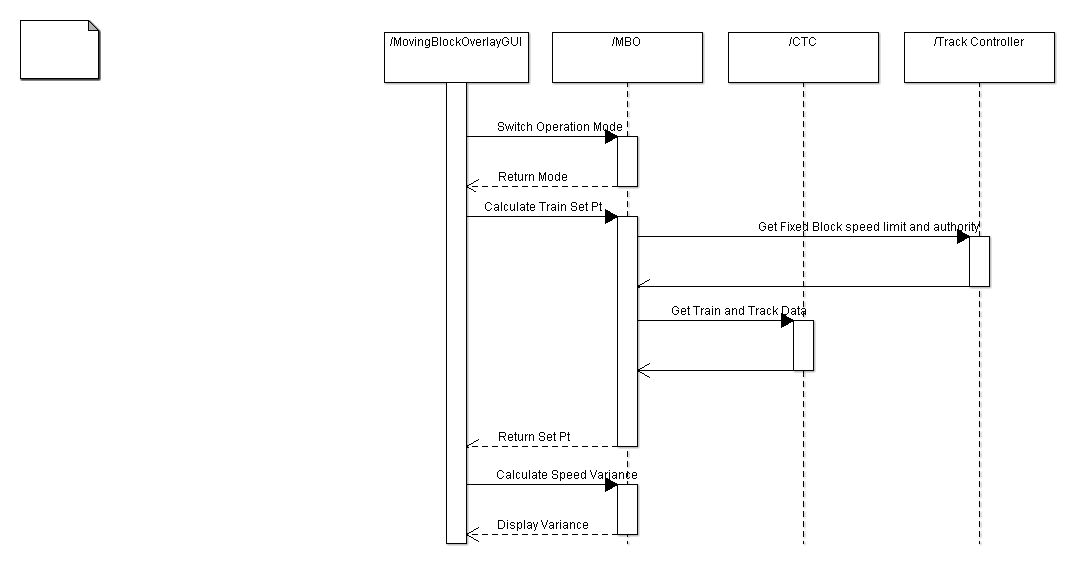 /MovingBlockOverlayGUI
/MBO
/CTC
/Track Controller
Switch Operation Mode
Return Mode
Calculate Train Set Pt
Get Fixed Block speed limit and authority
Get Train and Track Data
Return Set Pt
Calculate Speed Variance
Display Variance